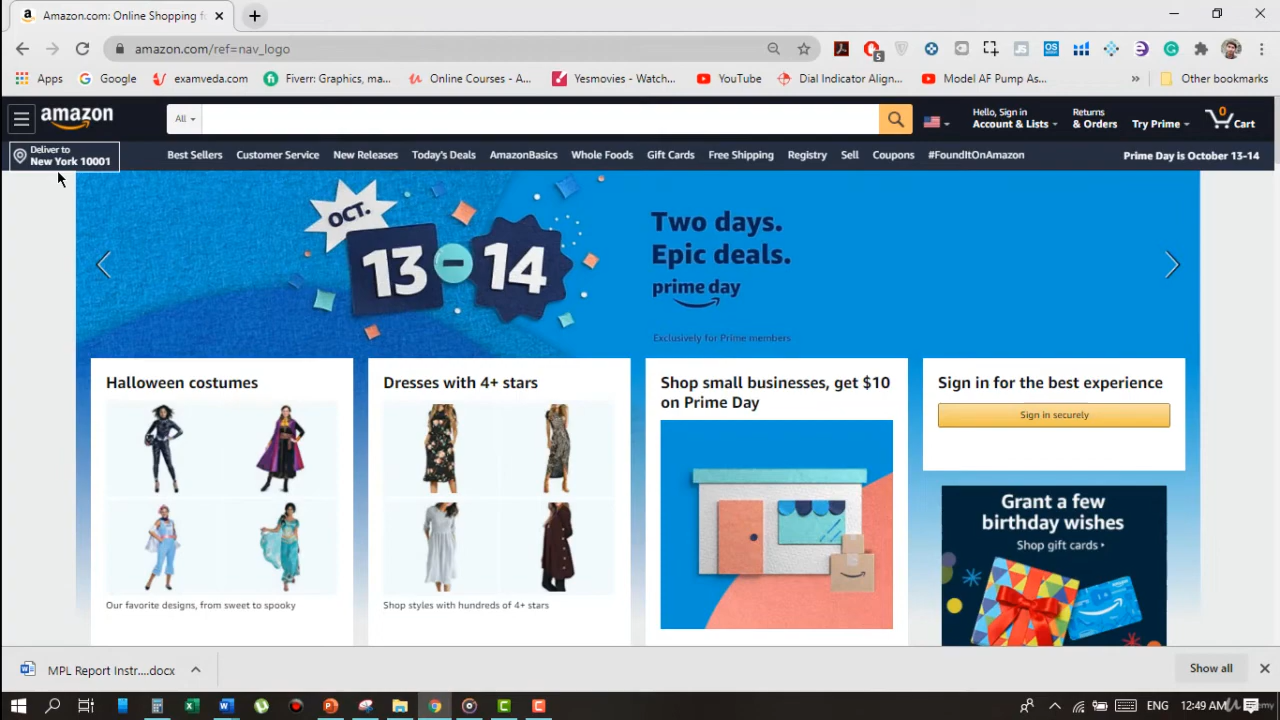 Amazon.com: Online Shopping f
amazon.com/ref=nav_logo
5
Apps
Google
examveda.com
Fiverr: Graphics, ma...
Online Courses - A...
Yesmovies - Watch...
YouTube
Dial Indicator Align...
Model AF Pump As...
»
Other bookmarks
amazon
All
Hello, Sign in
Account & Lists
Returns
& Orders
Try Prime
0
Cart
Deliver to
New York 10001
Best Sellers
Customer Service
New Releases
Today's Deals
AmazonBasics
Whole Foods
Gift Cards
Free Shipping
Registry
Sell
Coupons
#FoundItOnAmazon
Prime Day is October 13-14
OCT.
13-14
Two days.
Epic deals.
prime day
Exclusively for Prime members
Halloween costumes
Our favorite designs, from sweet to spooky
Dresses with 4+ stars
Shop styles with hundreds of 4+ stars
Shop small businesses, get $10
on Prime Day
Sign in for the best experience
Sign in securely
Grant a few
birthday wishes
Shop gift cards
MPL Report Instr....docx
Show all
ENG
12:49 AM